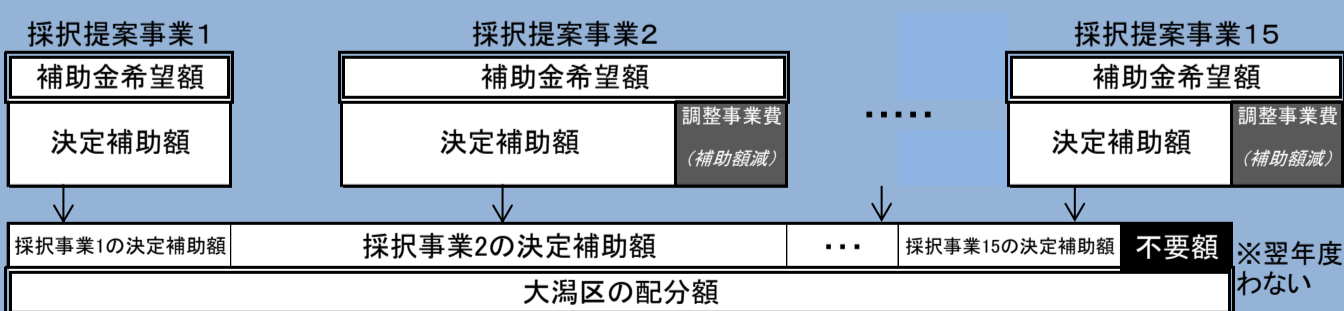 採択提案事業1
採択提案事業2
採択提案事業15
補助金希望額
補助金希望額
補助金希望額
決定補助額
決定補助額
調整事業費
(補助額減)
・・・・・
決定補助額
調整事業費
(補助額減)
採択事業1の決定補助額
採択事業2の決定補助額
・・・
採択事業15の決定補助額
不要額
※翌年度
わない
大潟区の配分額